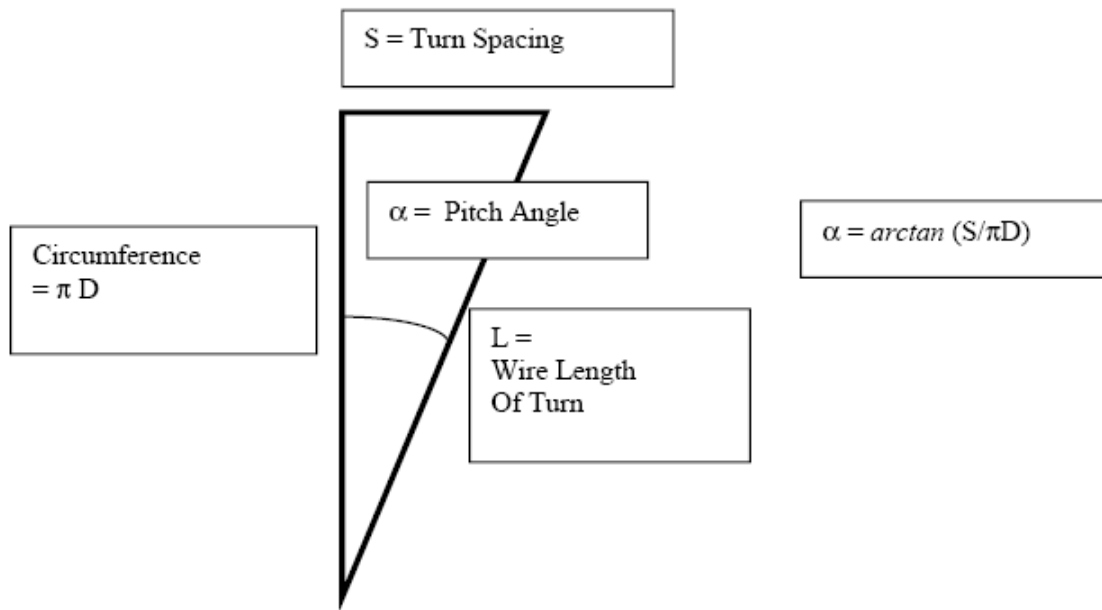 S = Turn Spacing
α = Pitch Angle
α = arctan (S/πD)
Circumference
= π D
L =
Wire Length
Of Turn